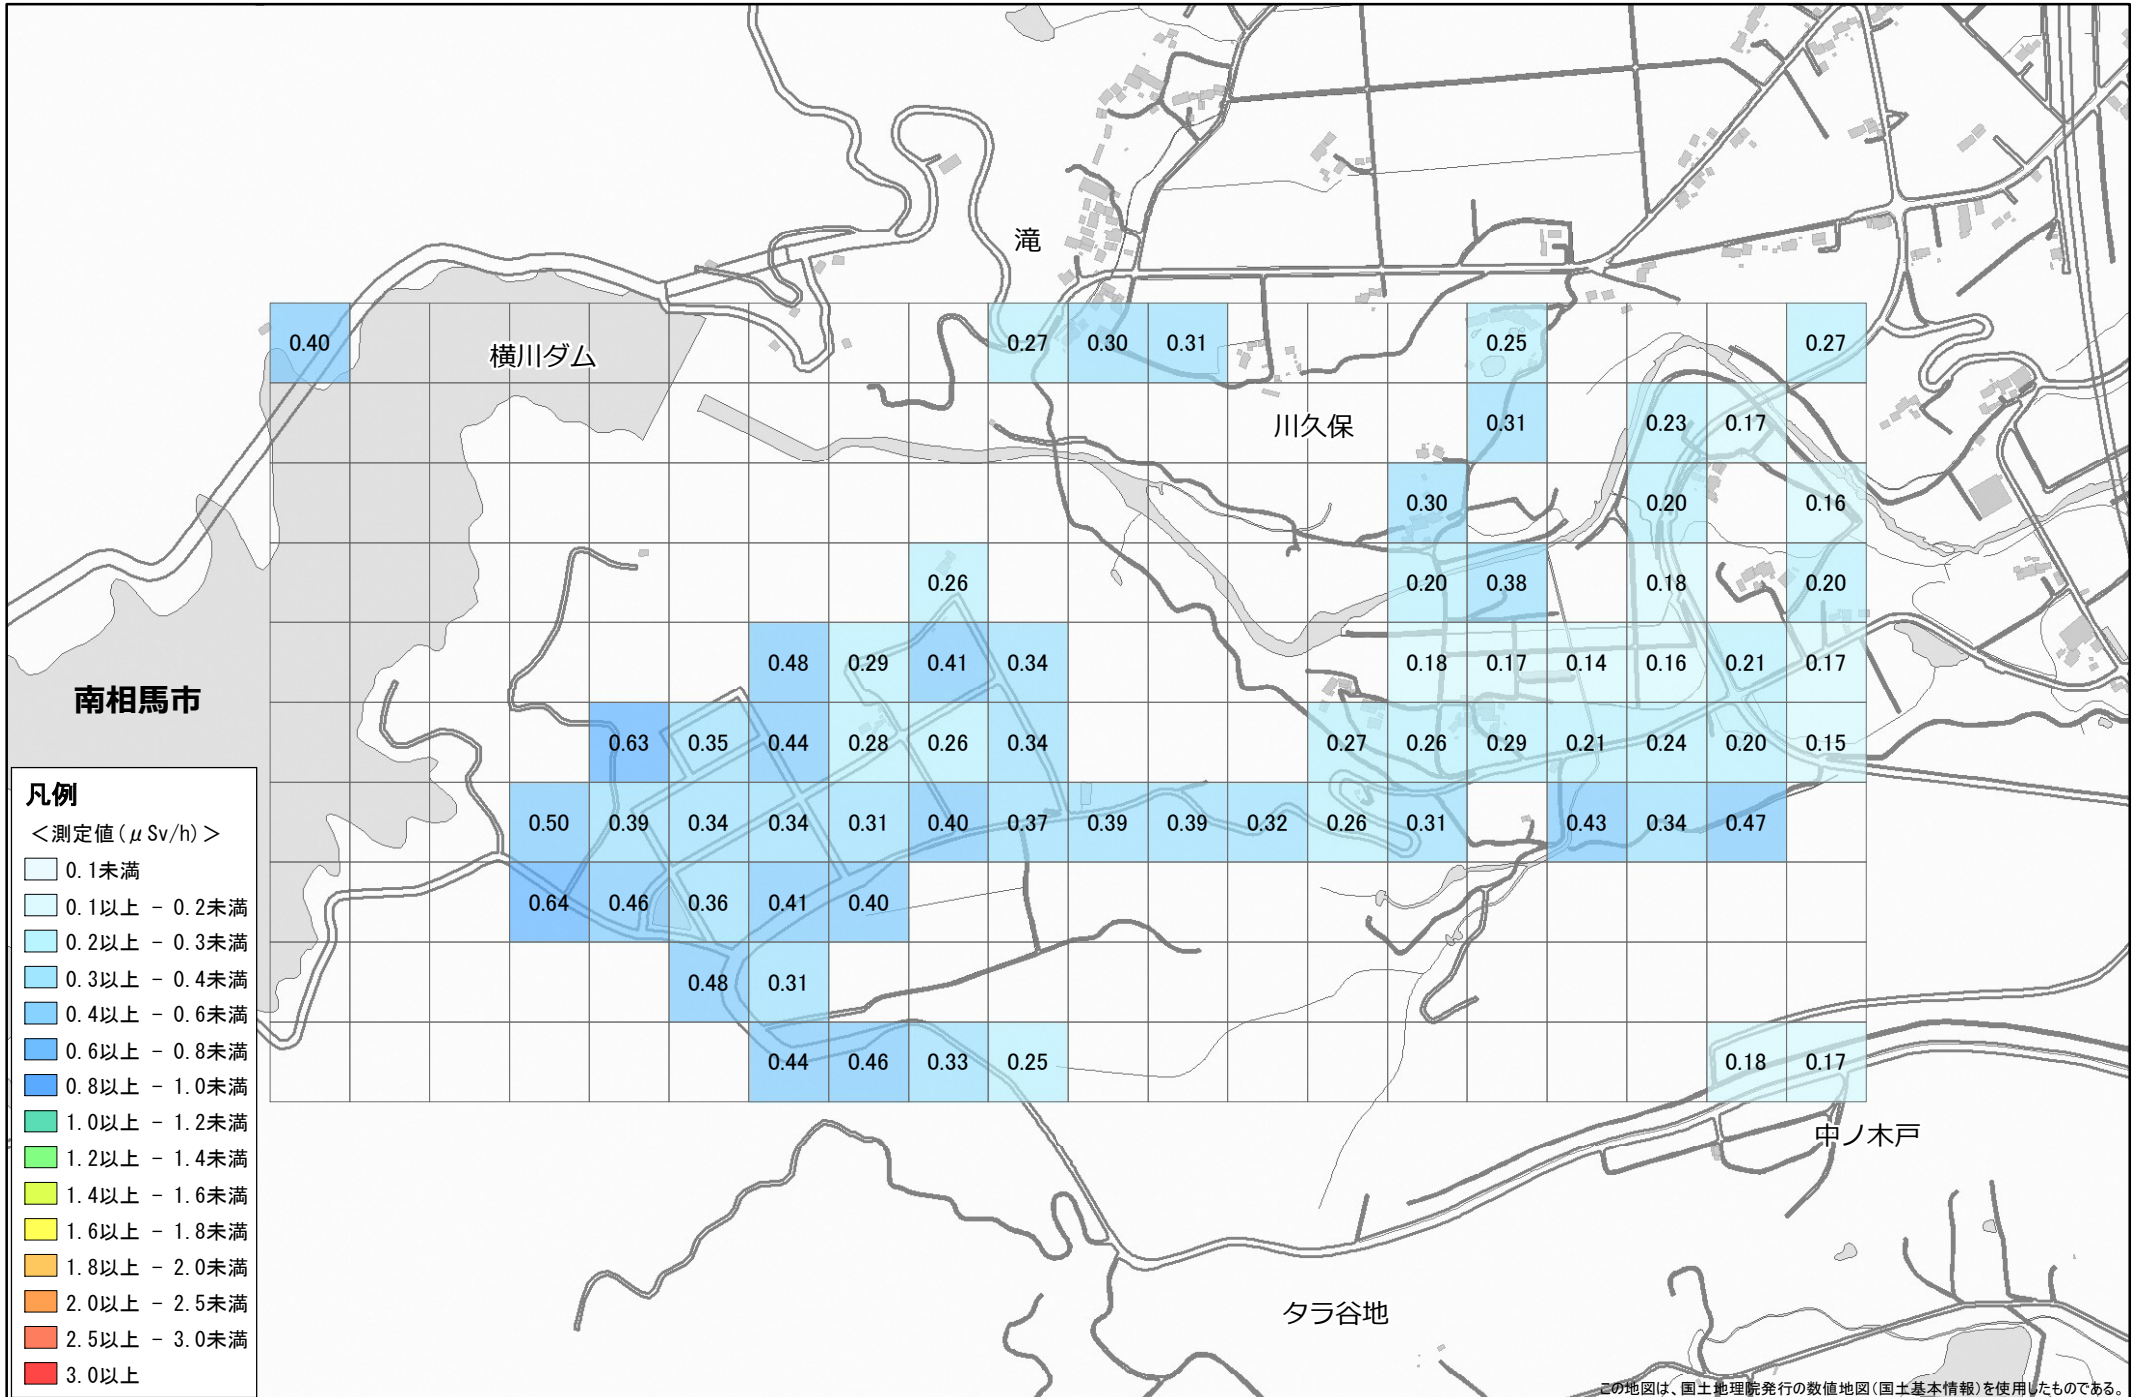 滝
0.40
横川ダム
0.27 0.30 0.31 0.25 0.27
川久保
0.31 0.23 0.17
0.30 0.20 0.16
0.26 0.20 0.38 0.18 0.20
0.48 0.29 0.41 0.34 0.18 0.17 0.14 0.16 0.21 0.17
南相馬市
0.63 0.35 0.44 0.28 0.26 0.34 0.27 0.26 0.29 0.21 0.24 0.20 0.15
0.50 0.39 0.34 0.34 0.31 0.40 0.37 0.39 0.39 0.32 0.26 0.31 0.43 0.34 0.47
0.64 0.46 0.36 0.41 0.40
0.48 0.31
0.44 0.46 0.33 0.25 0.18 0.17
中ノ木戸
タラ谷地
凡例
＜測定値(μSv/h)＞
0.1未満
0.1以上 - 0.2未満
0.2以上 - 0.3未満
0.3以上 - 0.4未満
0.4以上 - 0.6未満
0.6以上 - 0.8未満
0.8以上 - 1.0未満
1.0以上 - 1.2未満
1.2以上 - 1.4未満
1.4以上 - 1.6未満
1.6以上 - 1.8未満
1.8以上 - 2.0未満
2.0以上 - 2.5未満
2.5以上 - 3.0未満
3.0以上
この地図は、国土地理院発行の数値地図(国土基本情報)を使用したものである。